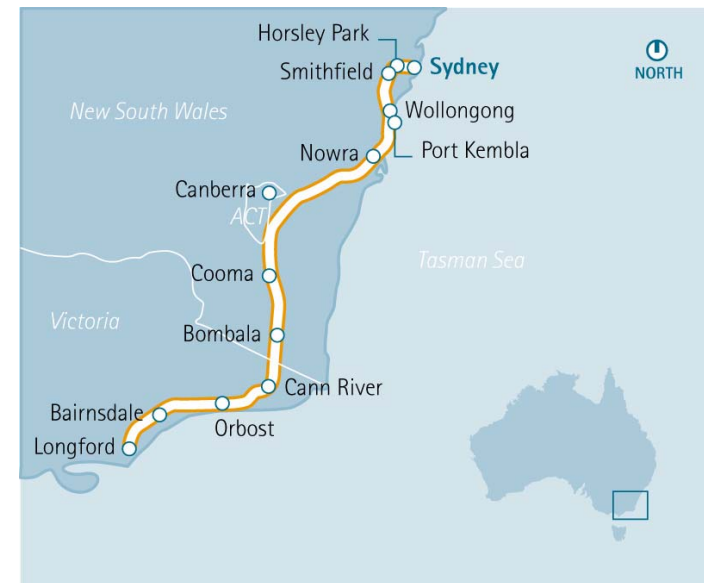 Horsley Park
Smithfield
Sydney
NORTH
New South Wales
Wollongong
Port Kembla
Nowra
Canberra
ACT
Tasman Sea
Cooma
Victoria
Bombala
Cann River
Bairnsdale
Orbost
Longford